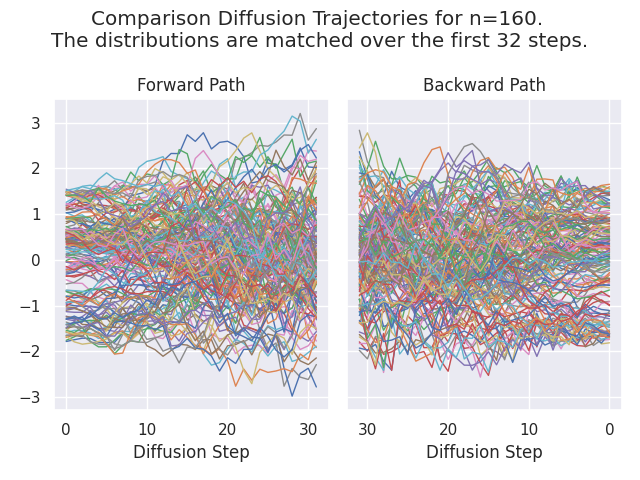 Comparison Diffusion Trajectories for n=160.
The distributions are matched over the first 32 steps.
Forward Path
Backward Path
3
2
1
0
−1
−2
−3
0 10 20 30
30 20 10 0
Diffusion Step
Diffusion Step